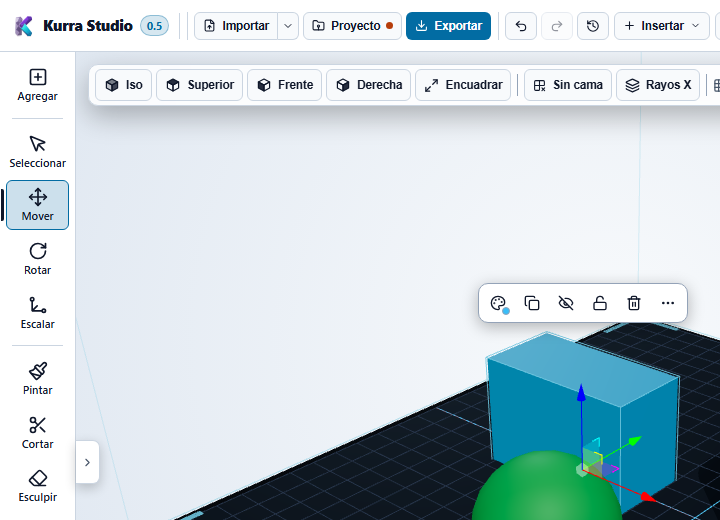 Kurra Studio 0.5 Importar Proyecto Exportar Insertar
Iso Superior Frente Derecha Encuadrar Sin cama Rayos X
Agregar
Seleccionar
Mover
Rotar
Escalar
Pintar
Cortar
Esculpir